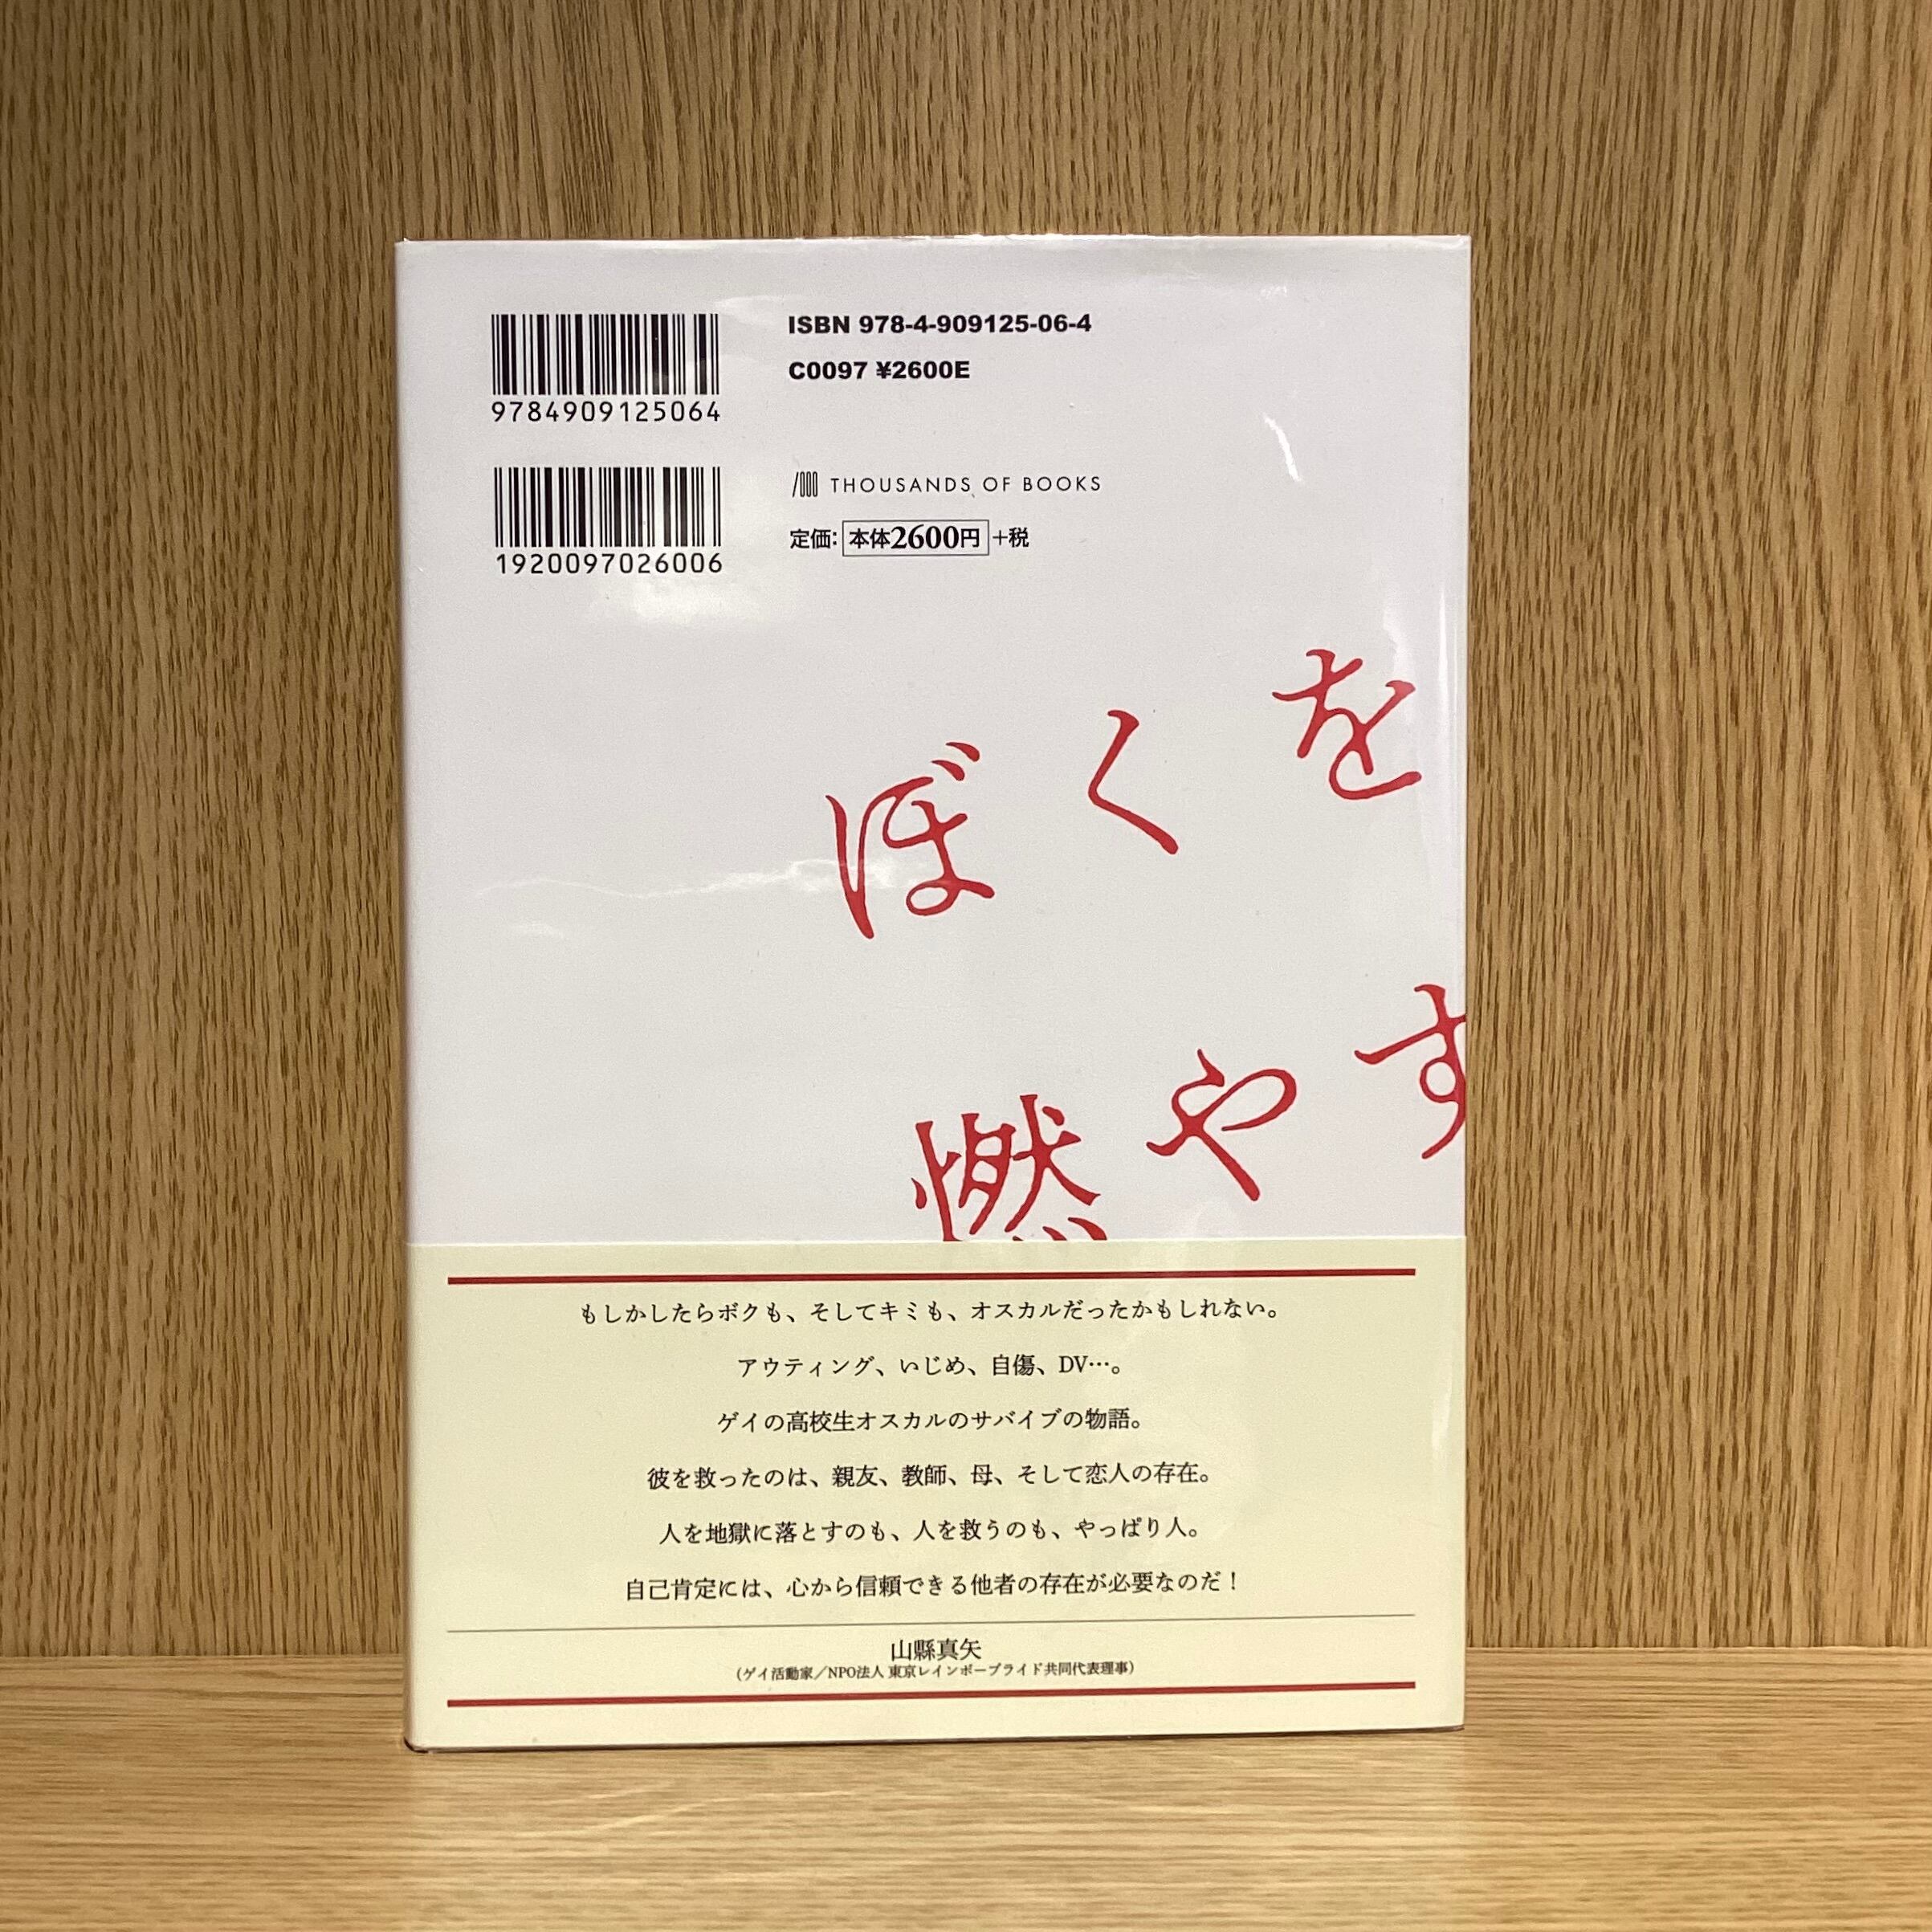 ISBN 978-4-909125-06-4
C0097 ¥2600E
9784909125064
THOUSANDS OF BOOKS
定価: 本体2600円+税
1920097026006
ぼくを
燃やす
もしかしたらボクも、そしてキミも、オスカルだったかもしれない。
アウティング、いじめ、自傷、DV…。
ゲイの高校生オスカルのサバイブの物語。
彼を救ったのは、親友、教師、母、そして恋人の存在。
人を地獄に落とすのも、人を救うのも、やっぱり人。
自己肯定には、心から信頼できる他者の存在が必要なのだ！
山縣真矢
（ゲイ活動家／NPO法人 東京レインボープライド共同代表理事）